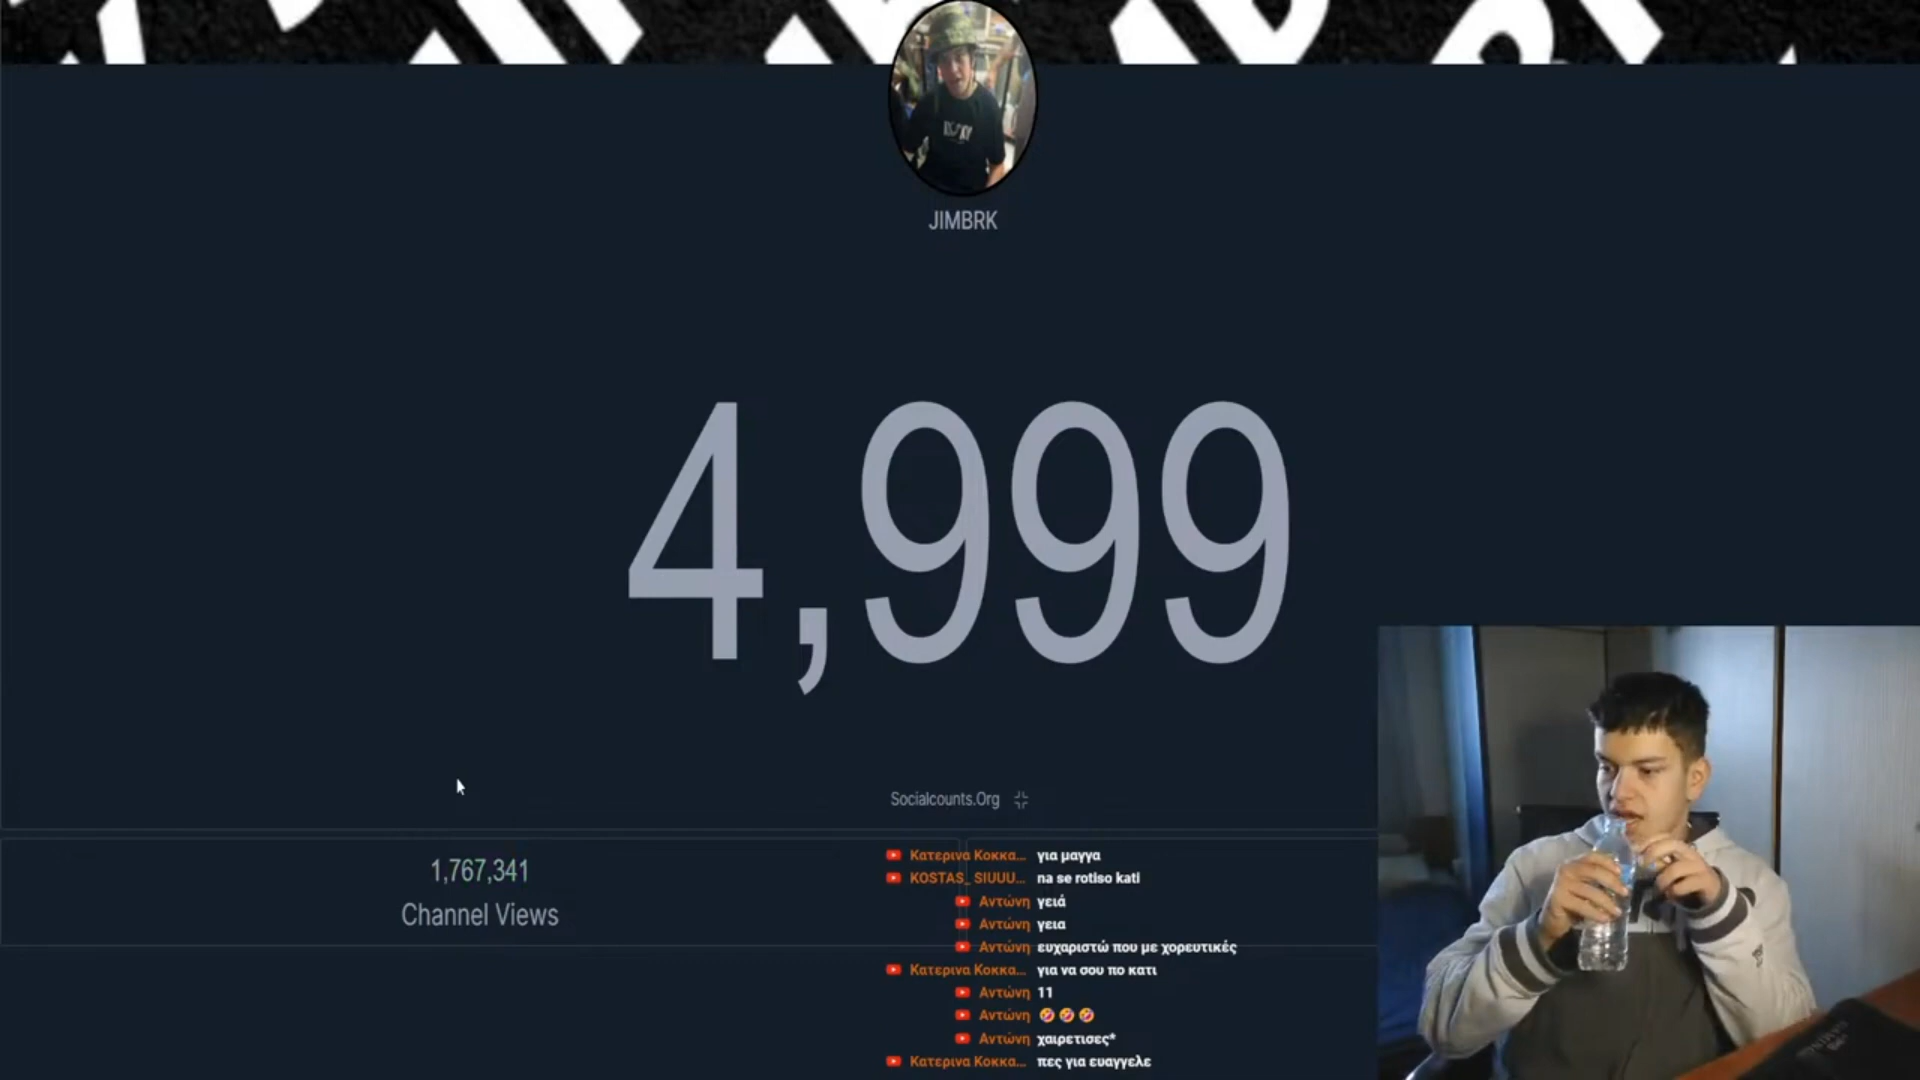 JIMBRK
4,999
Socialcounts.Org
1,767,341
Channel Views
Κατερινα Κοκκα... για μαγγα
KOSTAS_ SIUUU... na se rotiso kati
Αντώνη γειά
Αντώνη γεια
Αντώνη ευχαριστώ που με χορευτικές
Κατερινα Κοκκα... για να σου πο κατι
Αντώνη 11
Αντώνη 🤣🤣🤣
Αντώνη χαιρετισες*
Κατερινα Κοκκα... πες για ευαγγελε